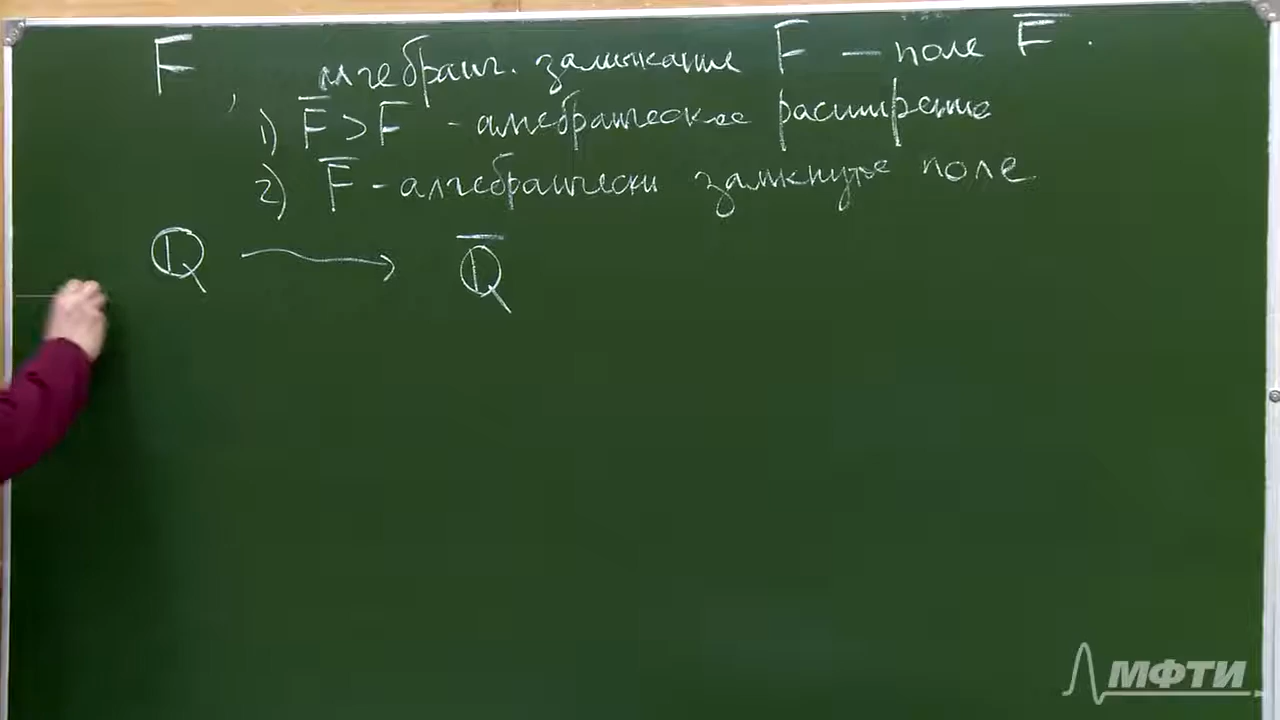 F, алгебраич. замыкание F — поле F̅.
1) F̅ > F - алгебраическое расширение
2) F̅ - алгебраически замкнутое поле
ℚ → ℚ̅
МФТИ